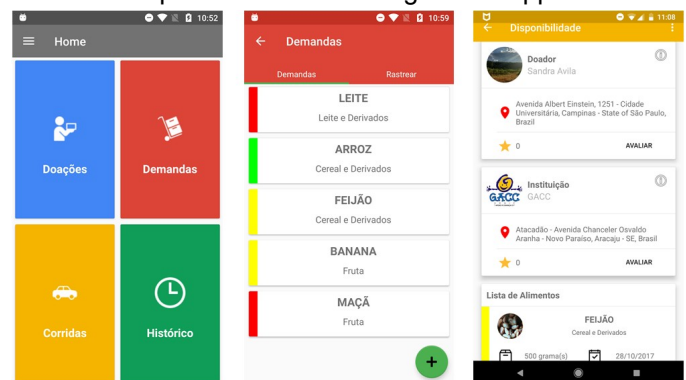 10:52
Home
Doações
Demandas
Corridas
Histórico
10:59
Demandas
Demandas
Rastrear
LEITE
Leite e Derivados
ARROZ
Cereal e Derivados
FEIJÃO
Cereal e Derivados
BANANA
Fruta
MAÇÃ
Fruta
+
11:08
Disponibilidade
Doador
Sandra Avila
Avenida Albert Einstein, 1251 - Cidade
Universitária, Campinas - State of São Paulo,
Brazil
0
AVALIAR
GACC
Instituição
GACC
Atacadão - Avenida Chanceler Osvaldo
Aranha - Novo Paraíso, Aracaju - SE, Brasil
0
AVALIAR
Lista de Alimentos
FEIJÃO
Cereal e Derivados
500 grama(s)
28/10/2017